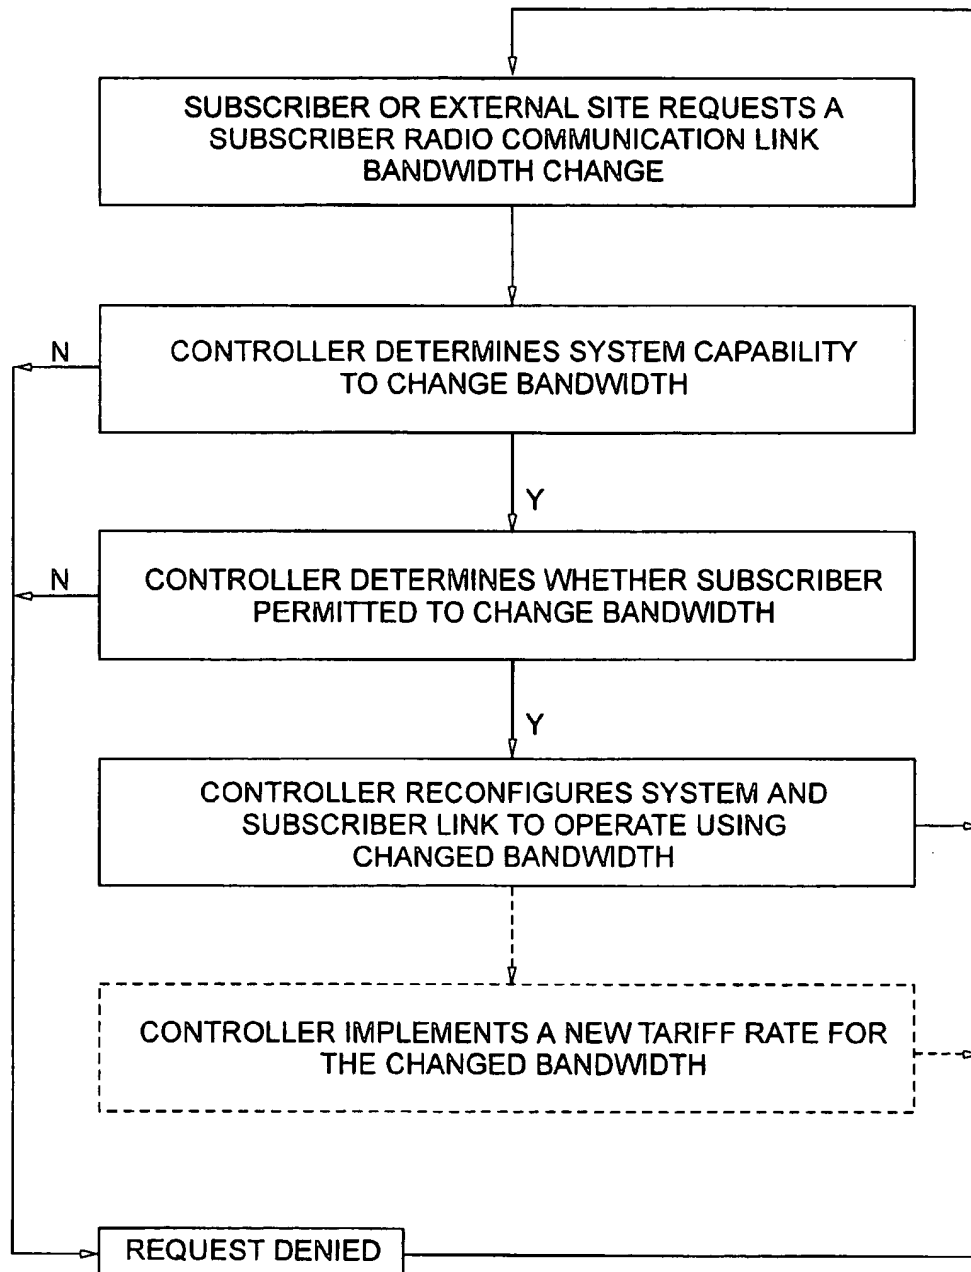 SUBSCRIBER OR EXTERNAL SITE REQUESTS A
SUBSCRIBER RADIO COMMUNICATION LINK
BANDWIDTH CHANGE
N
CONTROLLER DETERMINES SYSTEM CAPABILITY
TO CHANGE BANDWIDTH
Y
N
CONTROLLER DETERMINES WHETHER SUBSCRIBER
PERMITTED TO CHANGE BANDWIDTH
Y
CONTROLLER RECONFIGURES SYSTEM AND
SUBSCRIBER LINK TO OPERATE USING
CHANGED BANDWIDTH
CONTROLLER IMPLEMENTS A NEW TARIFF RATE FOR
THE CHANGED BANDWIDTH
REQUEST DENIED